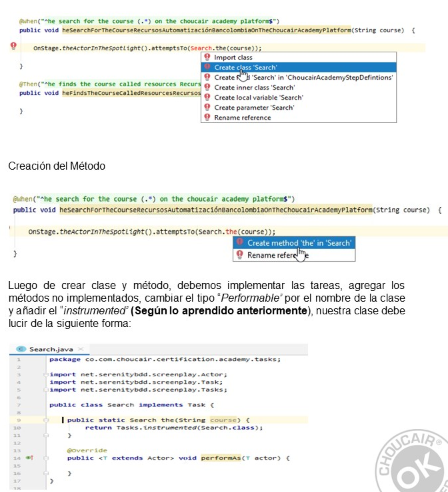 @When("^he search for the course (.*) on the choucair academy platform$")
public void heSearchForTheCourseRecursosAutomatizaciónBancolombiaOnTheChoucairAcademyPlatform(String course) {
OnStage.theActorInTheSpotlight().attemptsTo(Search.the(course));
Import class
}
Create class 'Search'
Create field 'Search' in 'ChoucairAcademyStepDefintions'
@Then("^he finds the course called resources Recurs
Create inner class 'Search'
public void heFindsTheCourseCalledResourcesRecursos
Create local variable 'Search'
Create parameter 'Search'
}
Rename reference
Creación del Método
@When("^he search for the course (.*) on the choucair academy platform$")
public void heSearchForTheCourseRecursosAutomatizaciónBancolombiaOnTheChoucairAcademyPlatform(String course) {
OnStage.theActorInTheSpotlight().attemptsTo(Search.the(course));
Create method 'the' in 'Search'
}
Rename reference
Luego de crear clase y método, debemos implementar las tareas, agregar los
métodos no implementados, cambiar el tipo "Performable" por el nombre de la clase
y añadir el "instrumented" (Según lo aprendido anteriormente), nuestra clase debe
lucir de la siguiente forma:
Search.java
1 package co.com.choucair.certification.academy.tasks;
2
3 import net.serenitybdd.screenplay.Actor;
4 import net.serenitybdd.screenplay.Task;
5 import net.serenitybdd.screenplay.Tasks;
6
7 public class Search implements Task {
8
9 public static Search the(String course) {
10 return Tasks.instrumented(Search.class);
11 }
12
13 @Override
14 public <T extends Actor> void performAs(T actor) {
15
16 }
17 }
18
OUCAIR®
OK